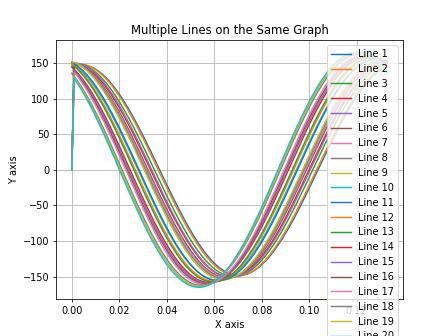 Multiple Lines on the Same Graph
Y axis
150
100
50
0
−50
−100
−150
0.00
0.02
0.04
0.06
0.08
0.10
X axis
Line 1
Line 2
Line 3
Line 4
Line 5
Line 6
Line 7
Line 8
Line 9
Line 10
Line 11
Line 12
Line 13
Line 14
Line 15
Line 16
Line 17
Line 18
Line 19
Line 20